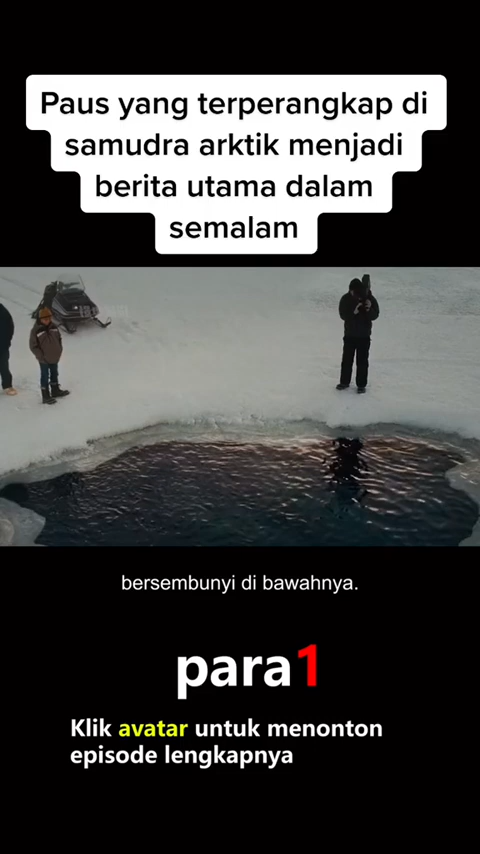 Paus yang terperangkap di
samudra arktik menjadi
berita utama dalam
semalam
bersembunyi di bawahnya.
para1
Klik avatar untuk menonton
episode lengkapnya